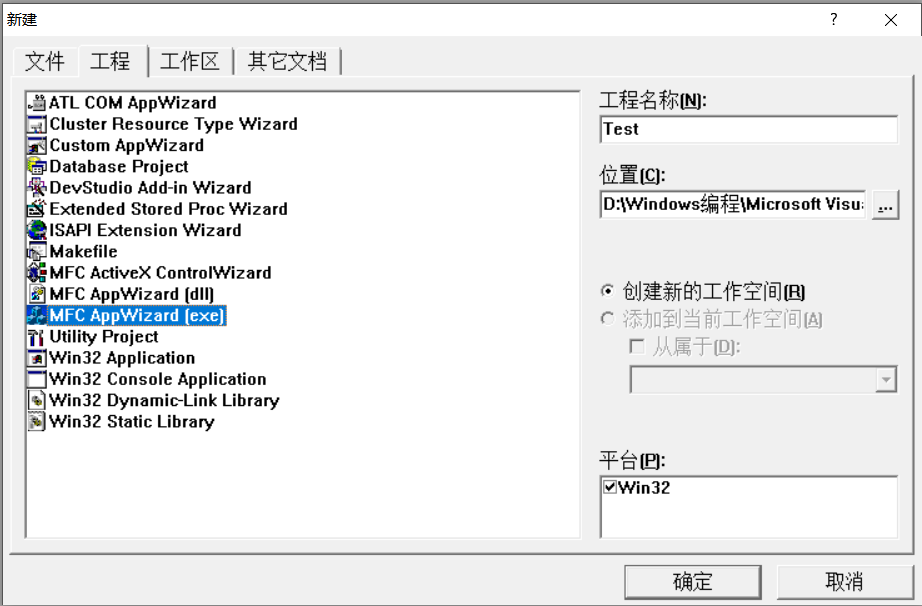 新建
?
文件 工程 工作区 其它文档
ATL COM AppWizard
Cluster Resource Type Wizard
Custom AppWizard
Database Project
DevStudio Add-in Wizard
Extended Stored Proc Wizard
ISAPI Extension Wizard
Makefile
MFC ActiveX ControlWizard
MFC AppWizard (dll)
MFC AppWizard (exe)
Utility Project
Win32 Application
Win32 Console Application
Win32 Dynamic-Link Library
Win32 Static Library
工程名称(N):
Test
位置(C):
D:\Windows编程\Microsoft Visu
...
创建新的工作空间(R)
添加到当前工作空间(A)
从属于(D):
平台(P):
Win32
确定 取消